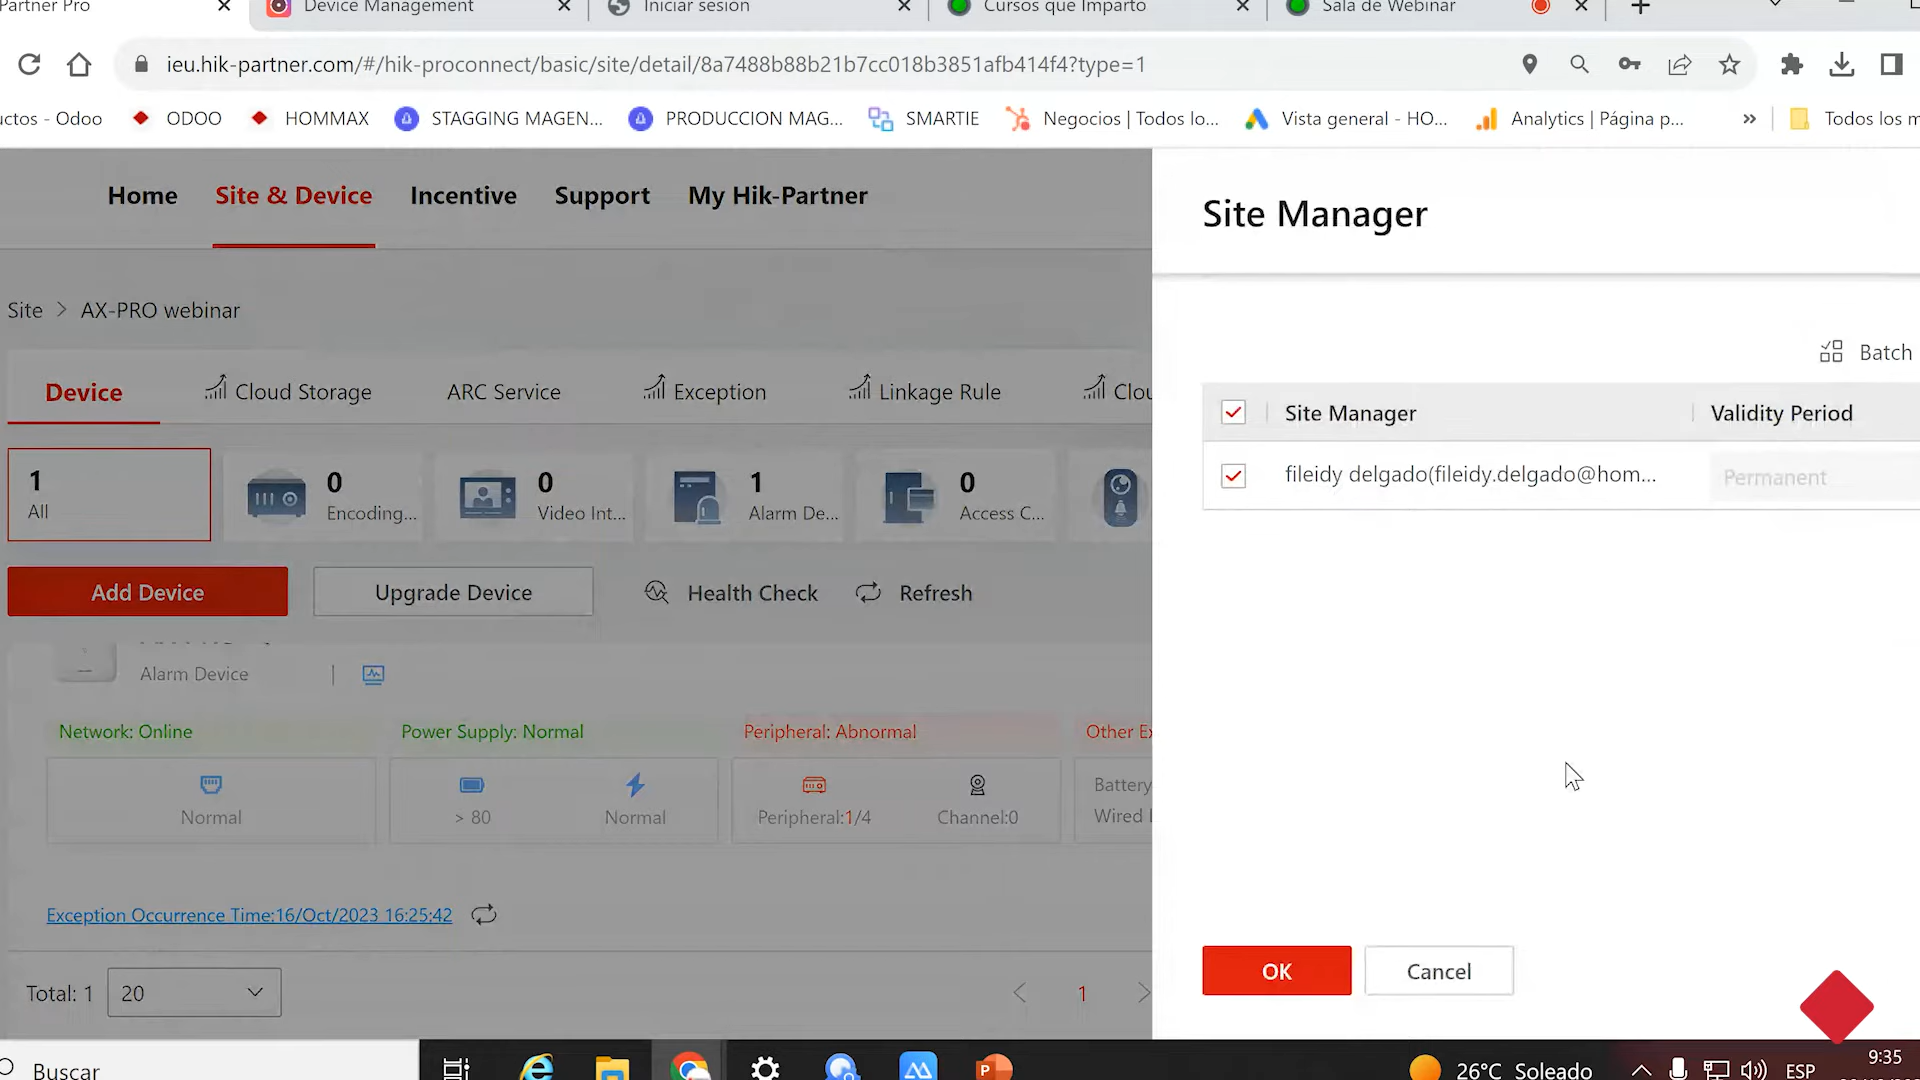 Partner Pro
Device Management
Iniciar sesión
Cursos que Imparto
Sala de Webinar
ieu.hik-partner.com/#/hik-proconnect/basic/site/detail/8a7488b88b21b7cc018b3851afb414f4?type=1
uctos - Odoo
ODOO
HOMMAX
STAGGING MAGEN...
PRODUCCION MAG...
SMARTIE
Negocios | Todos lo...
Vista general - HO...
Analytics | Página p...
»
Todos los m
Home
Site & Device
Incentive
Support
My Hik-Partner
Site > AX-PRO webinar
Device
Cloud Storage
ARC Service
Exception
Linkage Rule
Clou
1
All
0
Encoding...
0
Video Int...
1
Alarm De...
0
Access C...
Add Device
Upgrade Device
Health Check
Refresh
Alarm Device
Network: Online
Power Supply: Normal
Peripheral: Abnormal
Other Ex
Normal
> 80
Normal
Peripheral:1/4
Channel:0
Battery
Wired
Exception Occurrence Time:16/Oct/2023 16:25:42
Total: 1
20
1
Site Manager
Batch
Site Manager
Validity Period
fileidy delgado(fileidy.delgado@hom...
Permanent
OK
Cancel
Buscar
26°C Soleado
ESP
9:35